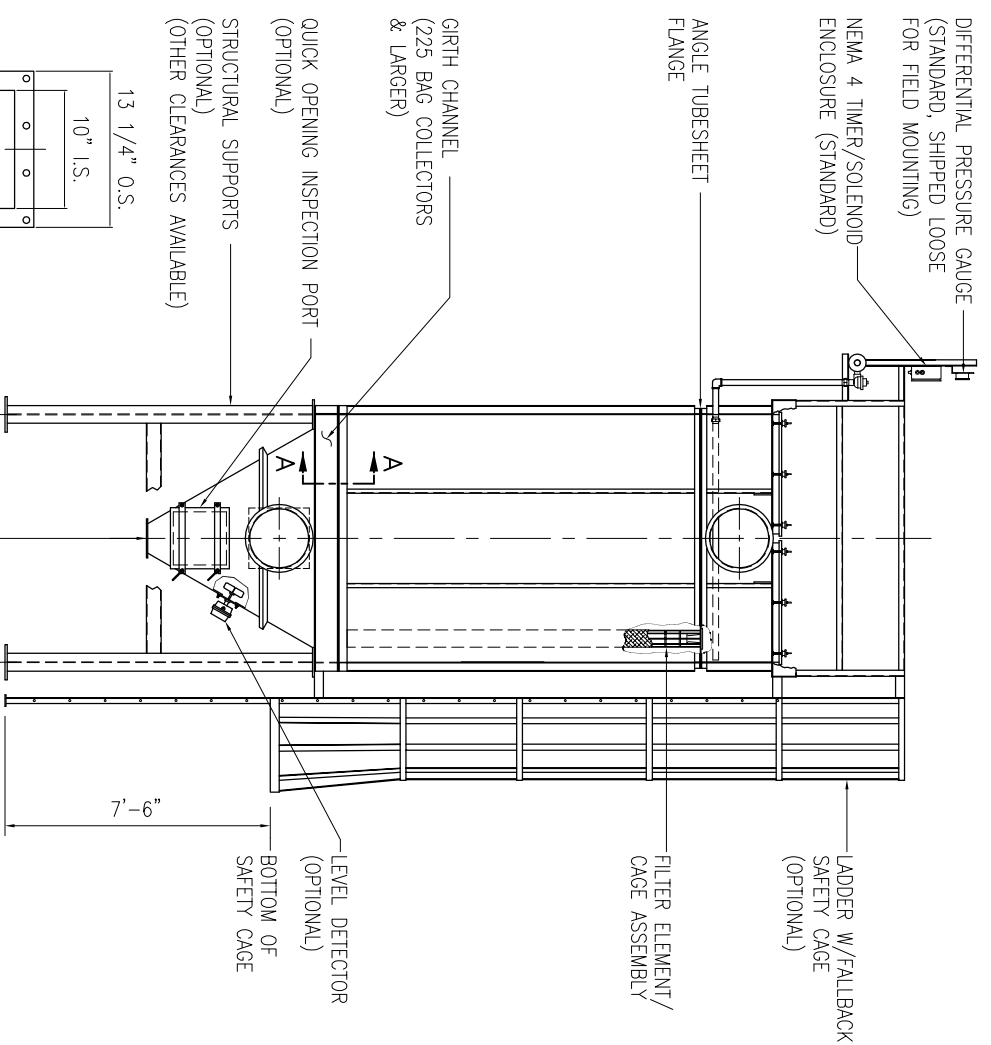 DIFFERENTIAL PRESSURE GAUGE
(STANDARD, SHIPPED LOOSE
FOR FIELD MOUNTING)
NEMA 4 TIMER/SOLENOID
ENCLOSURE (STANDARD)
ANGLE TUBESHEET
FLANGE
GIRTH CHANNEL
(225 BAG COLLECTORS
& LARGER)
QUICK OPENING INSPECTION PORT
(OPTIONAL)
STRUCTURAL SUPPORTS
(OPTIONAL)
(OTHER CLEARANCES AVAILABLE)
13 1/4" O.S.
10" I.S.
A
A
LADDER W/FALLBACK
SAFETY CAGE
(OPTIONAL)
FILTER ELEMENT/
CAGE ASSEMBLY
LEVEL DETECTOR
(OPTIONAL)
BOTTOM OF
SAFETY CAGE
7'-6"